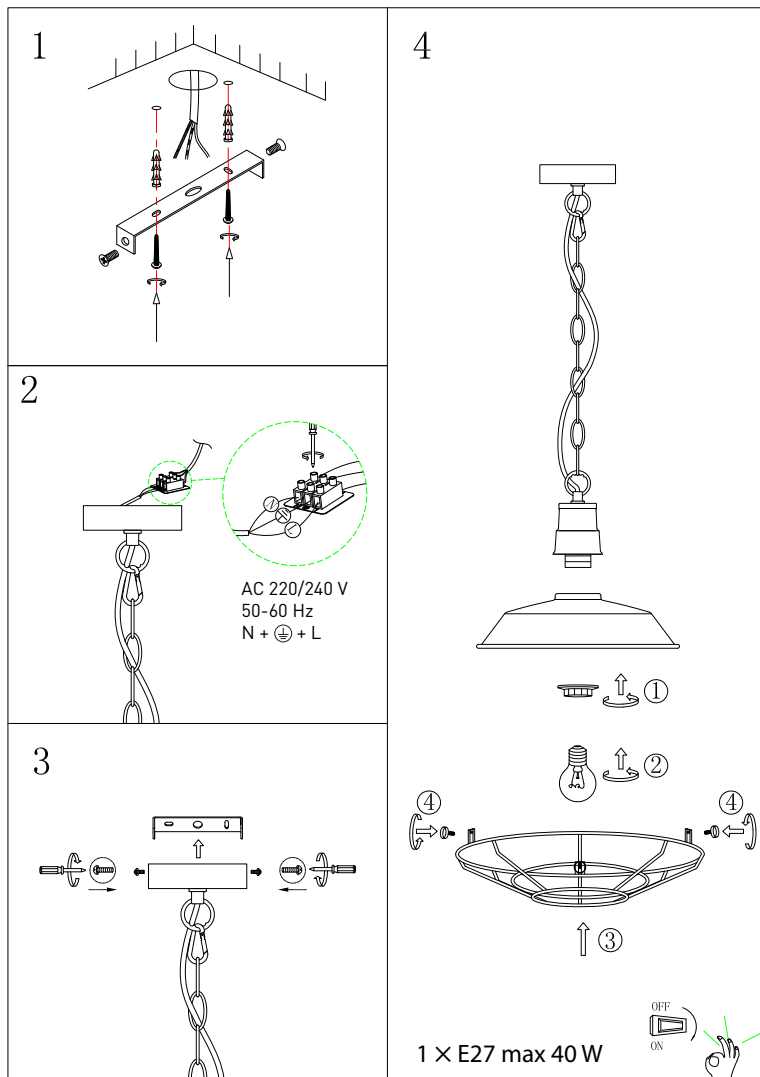 1
2
AC 220/240 V
50-60 Hz
N + ⏚ + L
3
4
①
②
④ ④
③
OFF
ON
1 × E27 max 40 W